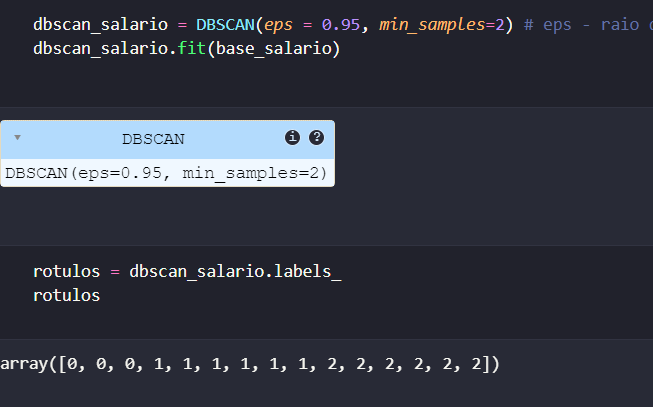 dbscan_salario = DBSCAN(eps = 0.95, min_samples=2) # eps - raio
dbscan_salario.fit(base_salario)
DBSCAN
DBSCAN(eps=0.95, min_samples=2)
rotulos = dbscan_salario.labels_
rotulos
array([0, 0, 0, 1, 1, 1, 1, 1, 1, 2, 2, 2, 2, 2, 2])